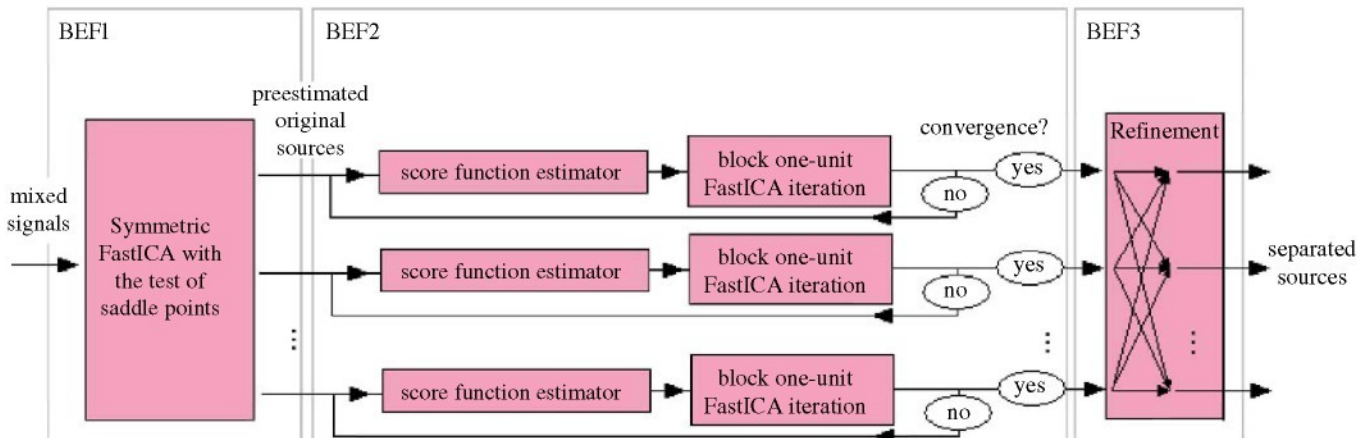 BEF1
BEF2
BEF3
mixed
signals
Symmetric
FastICA with
the test of
saddle points
preestimated
original
sources
score function estimator
block one-unit
FastICA iteration
convergence?
yes
no
score function estimator
block one-unit
FastICA iteration
yes
no
...
...
score function estimator
block one-unit
FastICA iteration
yes
no
Refinement
...
separated
sources